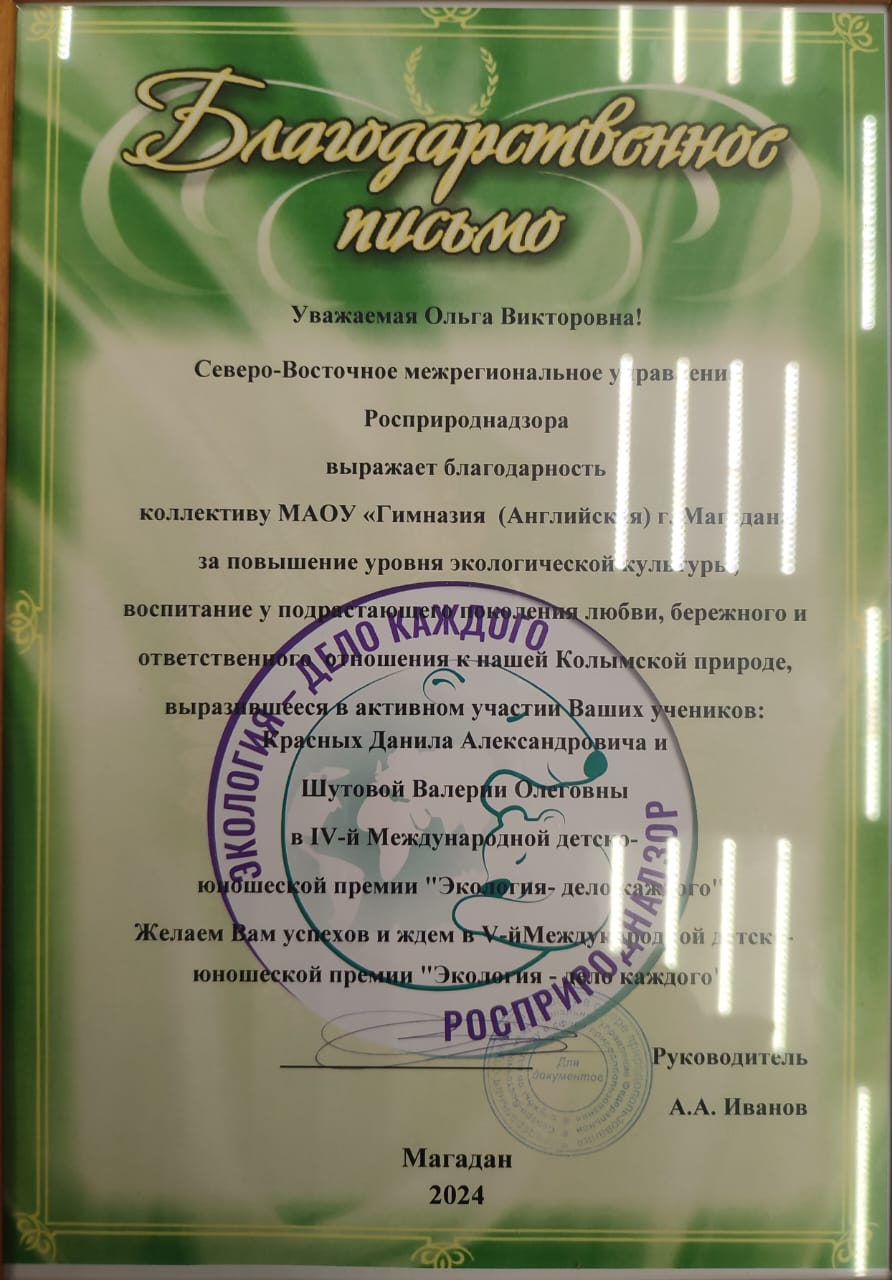 Благодарственное
письмо
Уважаемая Ольга Викторовна!
Северо-Восточное межрегиональное управление
Росприроднадзора
выражает благодарность
коллективу МАОУ «Гимназия (Английская) г. Магадана
за повышение уровня экологической культуры,
воспитание у подрастающего поколения любви, бережного и
ответственного отношения к нашей Колымской природе,
выразившееся в активном участии Ваших учеников:
Красных Данила Александровича и
Шутовой Валерии Олеговны
в IV-й Международной детско-
юношеской премии "Экология- дело каждого"
Желаем Вам успехов и ждем в V-йМеждународной детско-
юношеской премии "Экология - дело каждого"
ЭКОЛОГИЯ – ДЕЛО КАЖДОГО
РОСПРИРОДНАДЗОР
Для
документов
Руководитель
А.А. Иванов
Магадан
2024